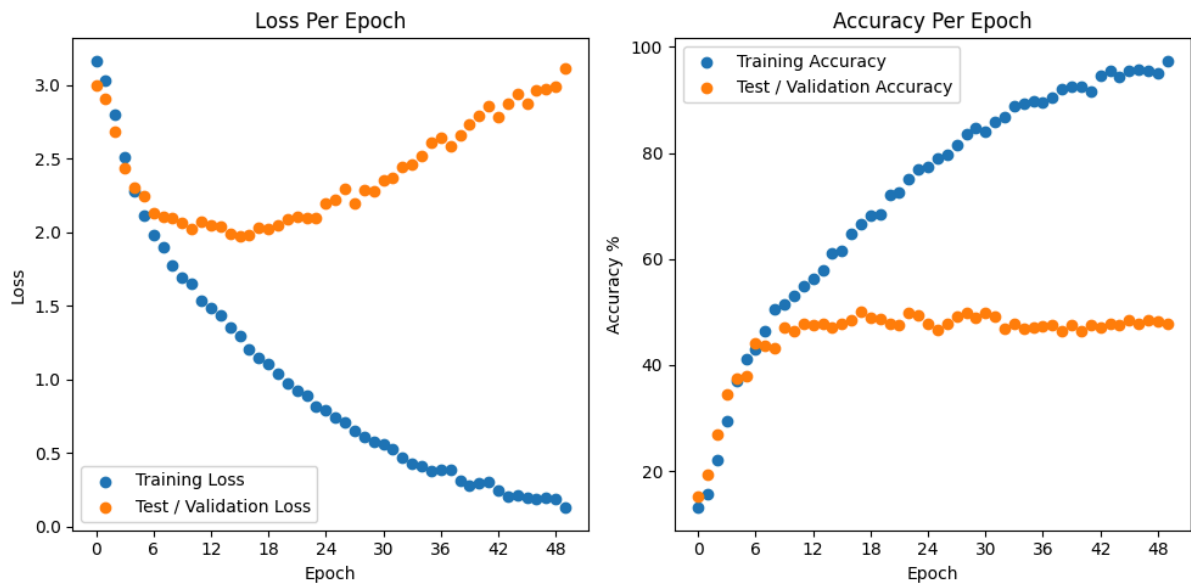 Loss Per Epoch
3.0
2.5
2.0
1.5
1.0
0.5
0.0
Loss
Training Loss
Test / Validation Loss
0 6 12 18 24 30 36 42 48
Epoch
Accuracy Per Epoch
100
80
60
40
20
Accuracy %
Training Accuracy
Test / Validation Accuracy
0 6 12 18 24 30 36 42 48
Epoch